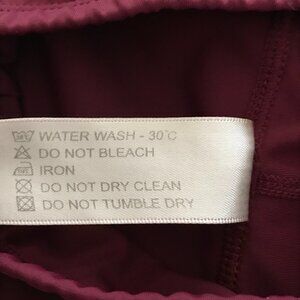 WATER WASH - 30°C
DO NOT BLEACH
IRON
DO NOT DRY CLEAN
DO NOT TUMBLE DRY